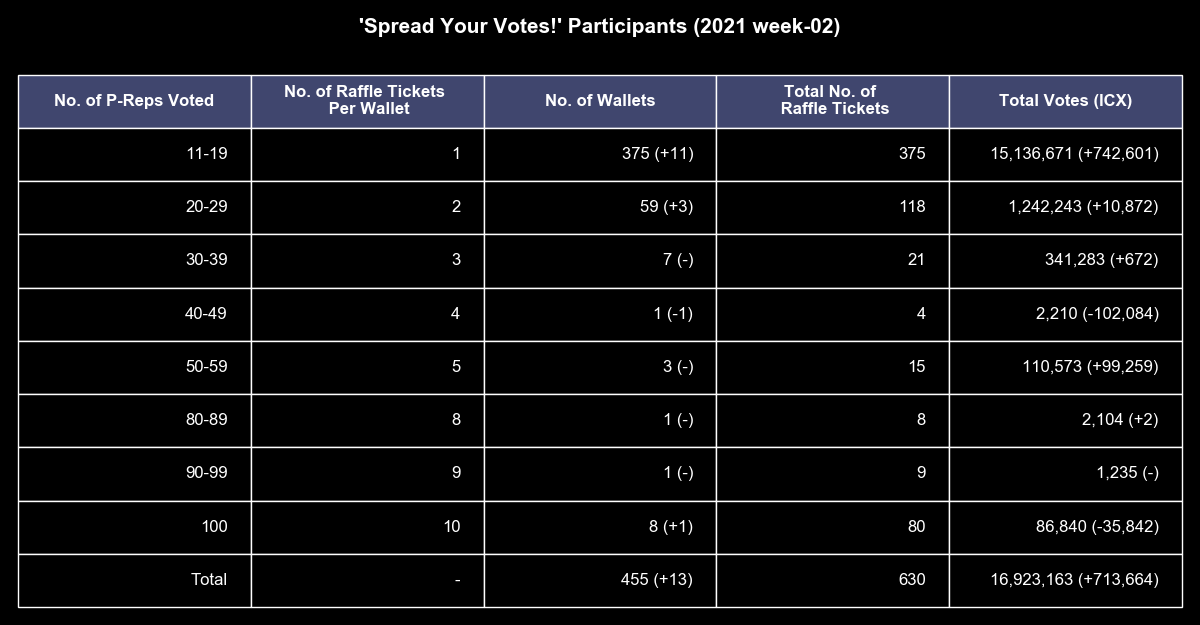 'Spread Your Votes!' Participants (2021 week-02)
No. of P-Reps Voted No. of Raffle Tickets Per Wallet No. of Wallets Total No. of Raffle Tickets Total Votes (ICX)
11-19 1 375 (+11) 375 15,136,671 (+742,601)
20-29 2 59 (+3) 118 1,242,243 (+10,872)
30-39 3 7 (-) 21 341,283 (+672)
40-49 4 1 (-1) 4 2,210 (-102,084)
50-59 5 3 (-) 15 110,573 (+99,259)
80-89 8 1 (-) 8 2,104 (+2)
90-99 9 1 (-) 9 1,235 (-)
100 10 8 (+1) 80 86,840 (-35,842)
Total - 455 (+13) 630 16,923,163 (+713,664)